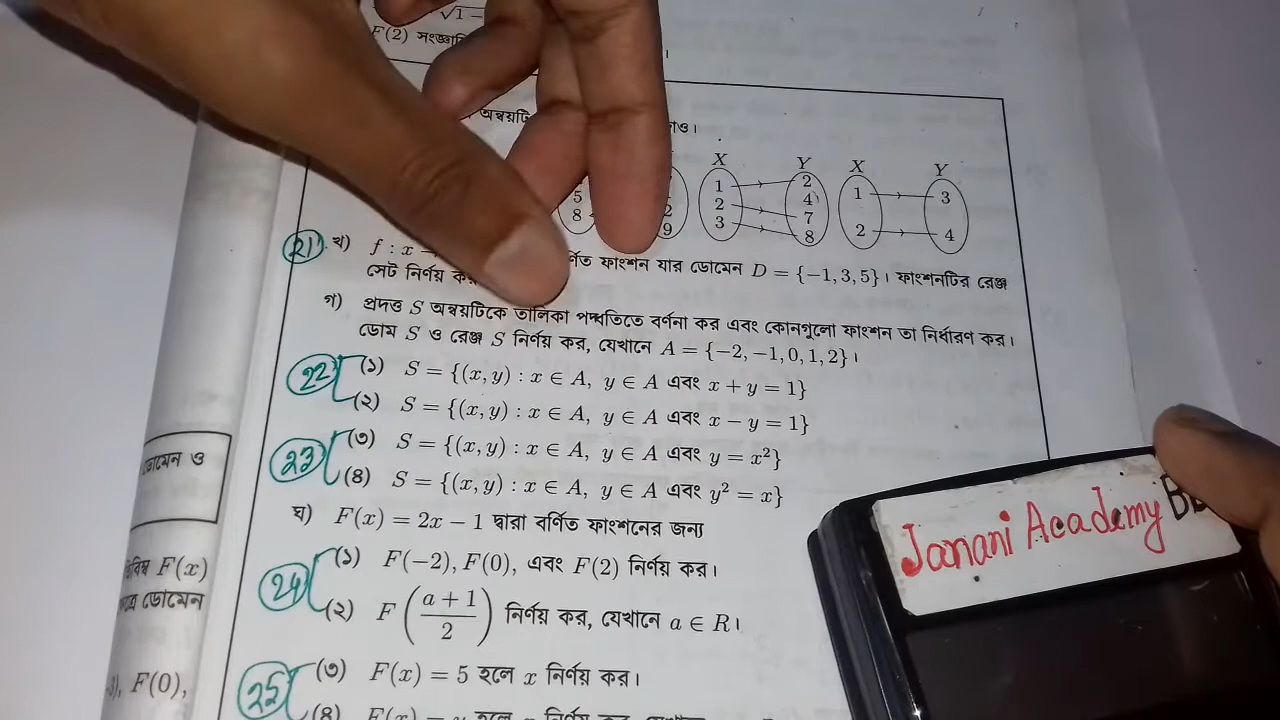 √1 −
F(2) সংজ্ঞায়ি
অন্বয়টি
দাও।
X Y X Y
5 1 2 1 3
8 2 2 4 2 4
9 3 7
8
21 খ) f : x র্ণিত ফাংশন যার ডোমেন D = {−1, 3, 5}। ফাংশনটির রেঞ্জ
সেট নির্ণয় কর
গ) প্রদত্ত S অন্বয়টিকে তালিকা পদ্ধতিতে বর্ণনা কর এবং কোনগুলো ফাংশন তা নির্ধারণ কর।
ডোম S ও রেঞ্জ S নির্ণয় কর, যেখানে A = {−2, −1, 0, 1, 2}।
22 (১) S = {(x, y) : x ∈ A, y ∈ A এবং x + y = 1}
(২) S = {(x, y) : x ∈ A, y ∈ A এবং x − y = 1}
23 (৩) S = {(x, y) : x ∈ A, y ∈ A এবং y = x²}
(৪) S = {(x, y) : x ∈ A, y ∈ A এবং y² = x}
ঘ) F(x) = 2x − 1 দ্বারা বর্ণিত ফাংশনের জন্য
24 (১) F(−2), F(0), এবং F(2) নির্ণয় কর।
(২) F((a + 1)/2) নির্ণয় কর, যেখানে a ∈ R।
25 (৩) F(x) = 5 হলে x নির্ণয় কর।
(৪) F(x) = y হলে x নির্ণয় কর, যেখানে
ডোমেন ও
F(x)
ডোমেন
F(0),
Janani Academy